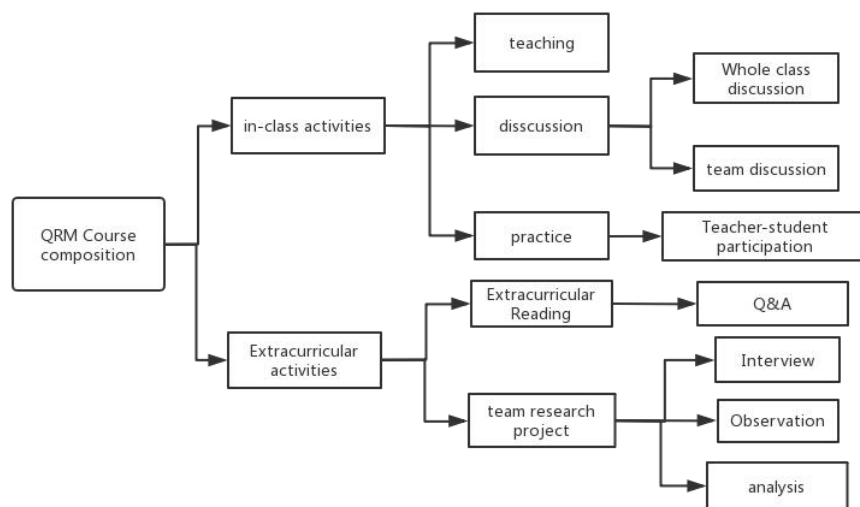 teaching
Whole class
discussion
in-class activities
disscussion
team discussion
QRM Course
composition
practice
Teacher-student
participation
Extracurricular
Reading
Q&A
Extracurricular
activities
Interview
team research
project
Observation
analysis